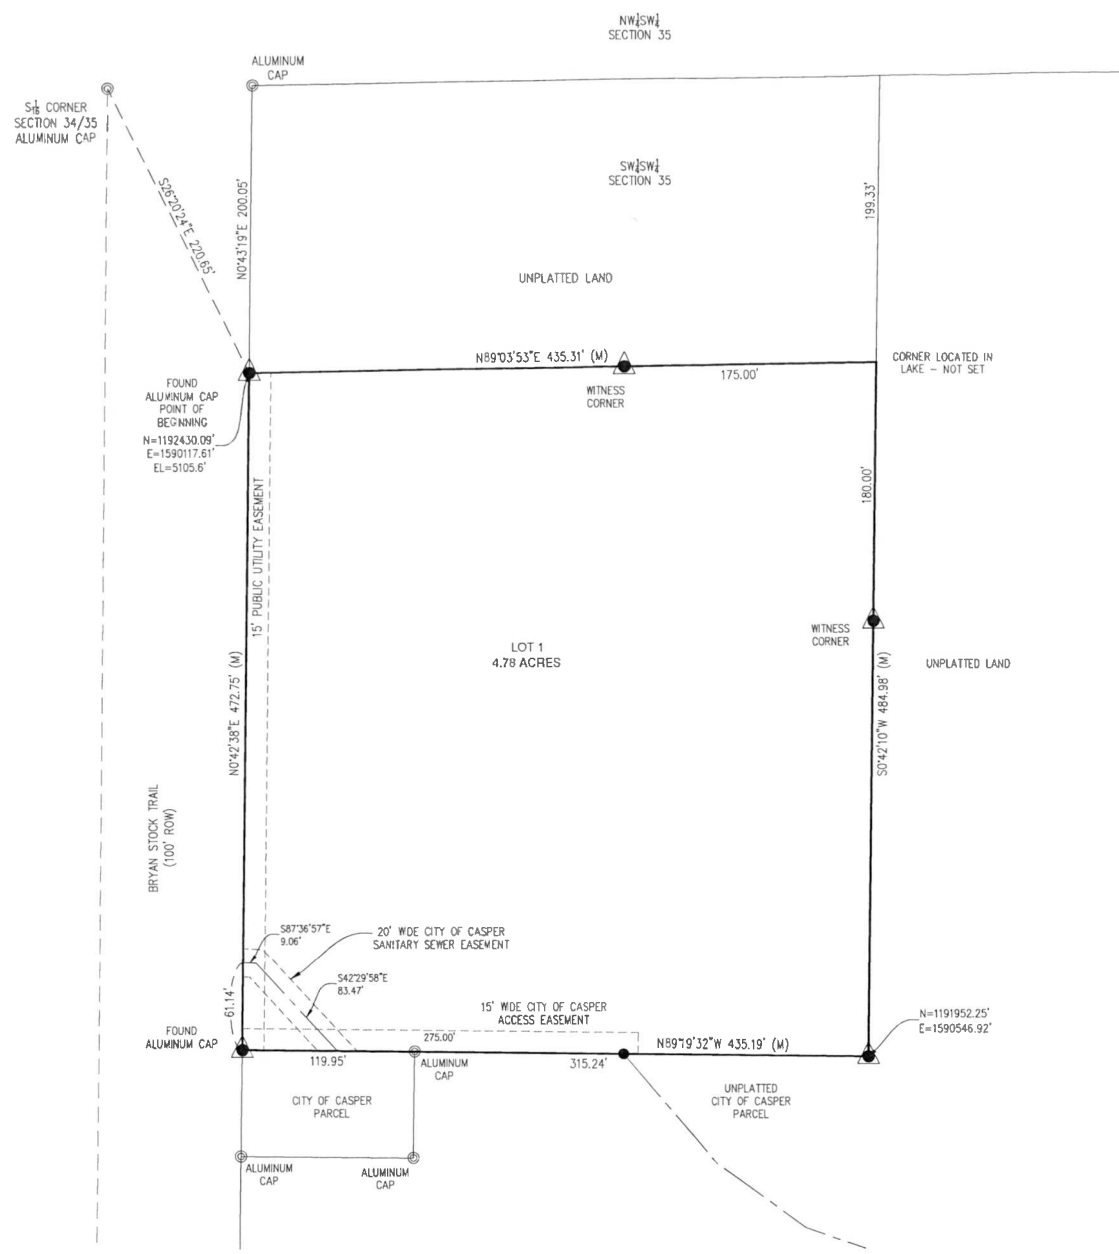 NW¼SW¼
SECTION 35
ALUMINUM
CAP
S1/16 CORNER
SECTION 34/35
ALUMINUM CAP
SW¼SW¼
SECTION 35
S26°20'24"E 220.65'
N0°43'19"E 200.05'
199.33'
UNPLATTED LAND
N89°03'53"E 435.31' (M)
175.00'
CORNER LOCATED IN
LAKE - NOT SET
WITNESS
CORNER
FOUND
ALUMINUM CAP
POINT OF
BEGINNING
N=1192430.09'
E=1590117.61'
EL=5105.6'
15' PUBLIC UTILITY EASEMENT
180.00'
WITNESS
CORNER
LOT 1
4.78 ACRES
UNPLATTED LAND
N0°42'38"E 472.75' (M)
S0°42'10"W 484.98' (M)
BRYAN STOCK TRAIL
(100' ROW)
S87°36'57"E
9.06'
20' WIDE CITY OF CASPER
SANITARY SEWER EASEMENT
S42°29'58"E
83.47'
61.14'
15' WIDE CITY OF CASPER
ACCESS EASEMENT
N=1191952.25'
E=1590546.92'
FOUND
ALUMINUM CAP
275.00'
N89°19'32"W 435.19' (M)
119.95'
ALUMINUM
CAP
315.24'
CITY OF CASPER
PARCEL
UNPLATTED
CITY OF CASPER
PARCEL
ALUMINUM
CAP
ALUMINUM
CAP